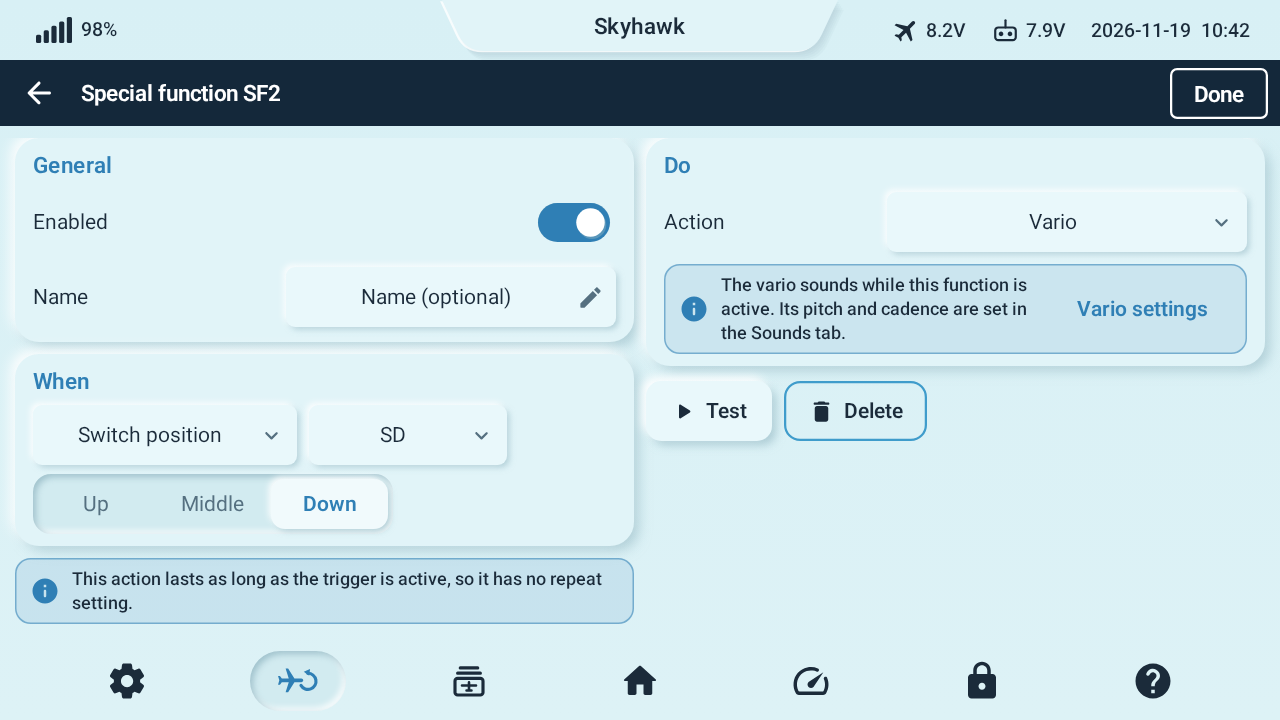 98%
Skyhawk
8.2V
7.9V
2026-11-19 10:42
Special function SF2
Done
General
Enabled
Name
Name (optional)
When
Switch position
SD
Up
Middle
Down
This action lasts as long as the trigger is active, so it has no repeat
setting.
Do
Action
Vario
The vario sounds while this function is
active. Its pitch and cadence are set in
the Sounds tab.
Vario settings
Test
Delete